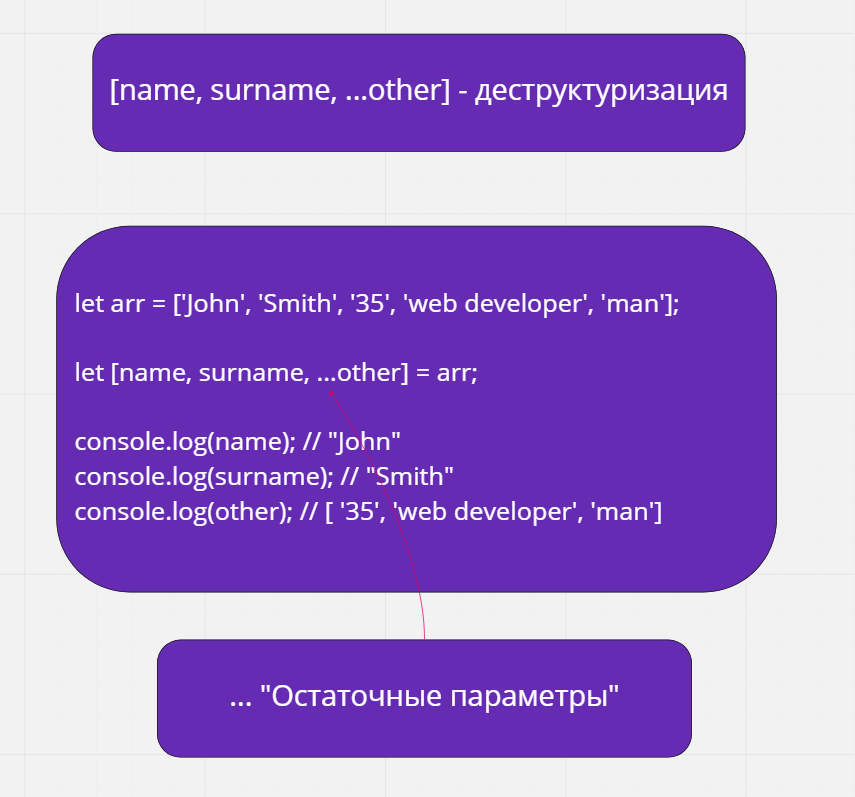 [name, surname, ...other] - деструктуризация
let arr = ['John', 'Smith', '35', 'web developer', 'man'];
let [name, surname, ...other] = arr;
console.log(name); // "John"
console.log(surname); // "Smith"
console.log(other); // [ '35', 'web developer', 'man']
... "Остаточные параметры"